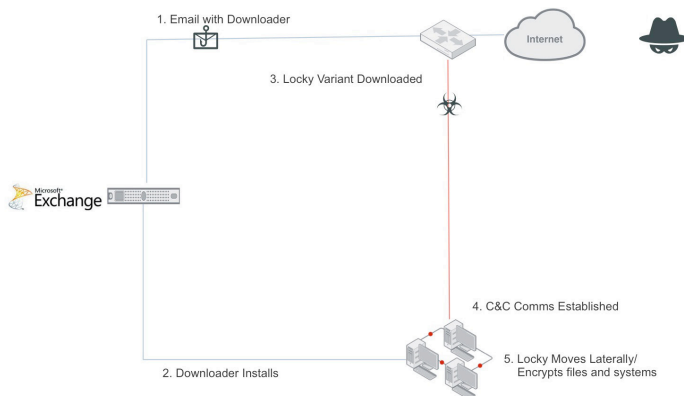 1. Email with Downloader
Internet
3. Locky Variant Downloaded
Microsoft®
Exchange
4. C&C Comms Established
5. Locky Moves Laterally/
Encrypts files and systems
2. Downloader Installs